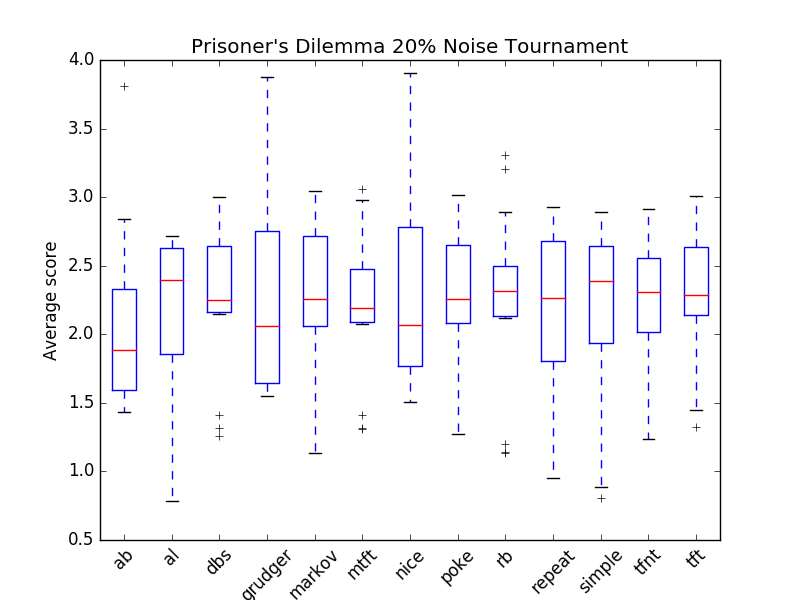 Prisoner's Dilemma 20% Noise Tournament
4.0
3.5
3.0
2.5
2.0
1.5
1.0
0.5
Average score
ab
al
dbs
grudger
markov
mtft
nice
poke
rb
repeat
simple
tfnt
tft